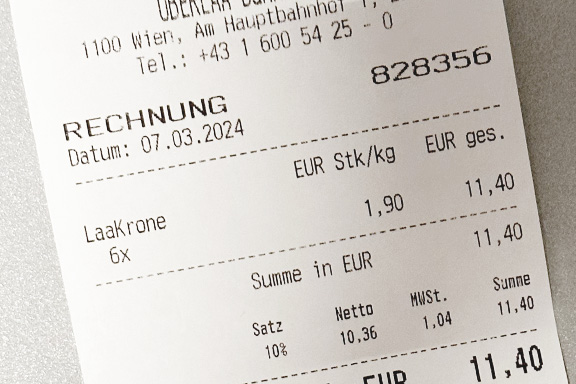 1100 Wien, Am Hauptbahnhof 1,
Tel.: +43 1 600 54 25 - 0
828356
RECHNUNG
Datum: 07.03.2024
EUR Stk/kg EUR ges.
LaaKrone 1,90 11,40
6x
Summe in EUR 11,40
Satz Netto MWSt. Summe
10% 10,36 1,04 11,40
EUR 11,40